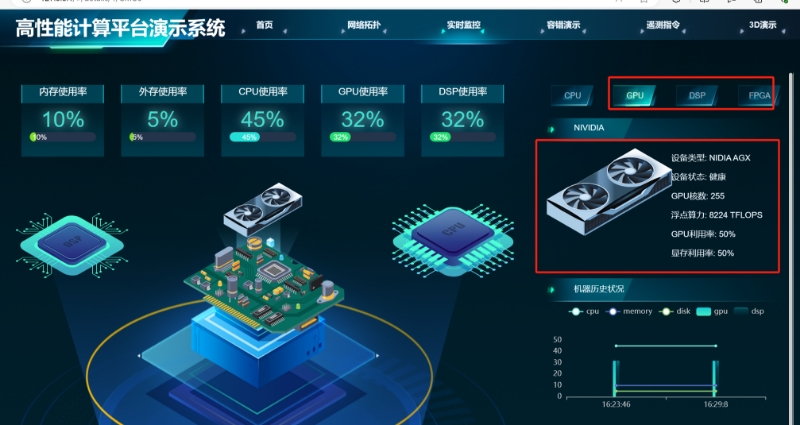 高性能计算平台演示系统
首页
网络拓扑
实时监控
容错演示
遥测指令
3D演示
内存使用率
10%
10%
外存使用率
5%
5%
CPU使用率
45%
45%
GPU使用率
32%
32%
DSP使用率
32%
32%
CPU
GPU
DSP
FPGA
NIVIDIA
设备类型: NIDIA AGX
设备状态: 健康
GPU核数: 255
浮点算力: 8224 TFLOPS
GPU利用率: 50%
显存利用率: 50%
DSP
CPU
机器历史状况
cpu memory disk gpu dsp
50
40
30
20
10
0
16:23:46
16:29:8